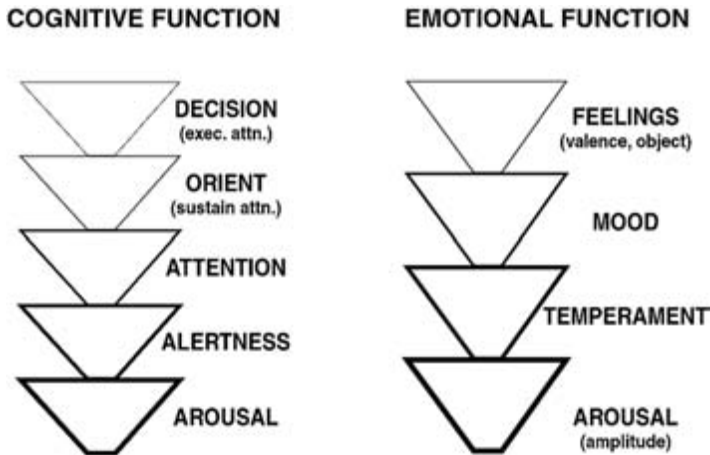 COGNITIVE FUNCTION
DECISION
(exec. attn.)
ORIENT
(sustain attn.)
ATTENTION
ALERTNESS
AROUSAL
EMOTIONAL FUNCTION
FEELINGS
(valence, object)
MOOD
TEMPERAMENT
AROUSAL
(amplitude)